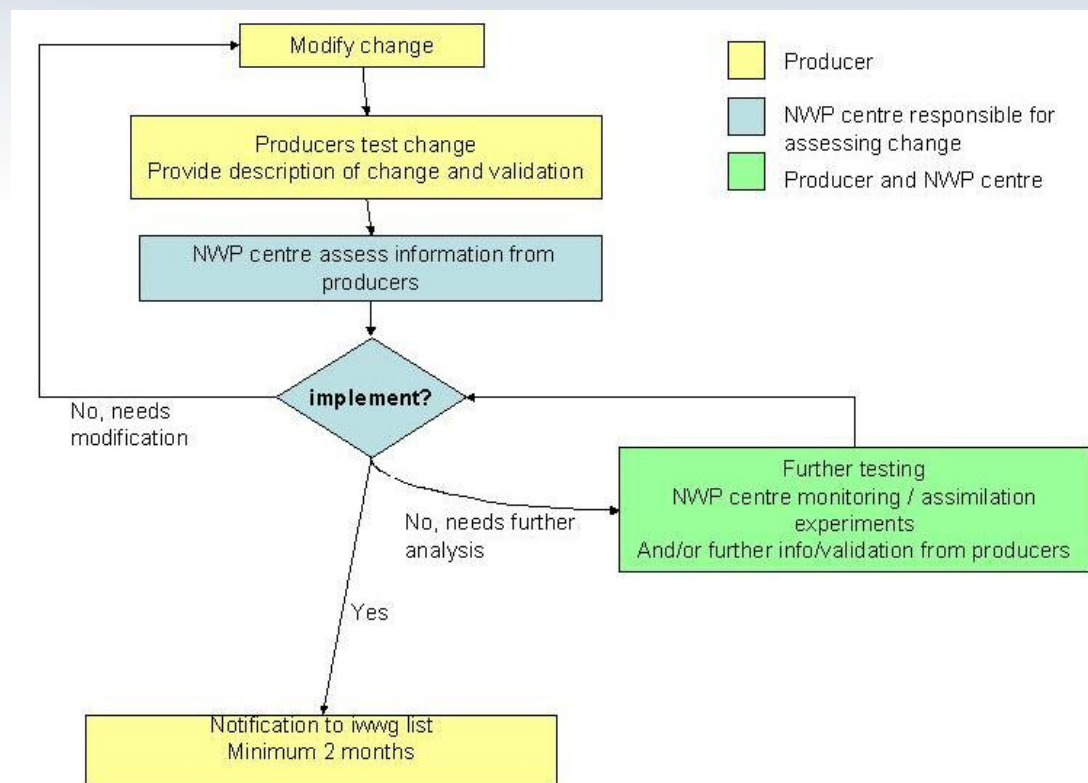 Modify change
Producer
Producers test change
Provide description of change and validation
NWP centre responsible for
assessing change
Producer and NWP centre
NWP centre assess information from
producers
implement?
No, needs
modification
Further testing
NWP centre monitoring / assimilation
experiments
And/or further info/validation from producers
No, needs further
analysis
Yes
Notification to iwwg list
Minimum 2 months